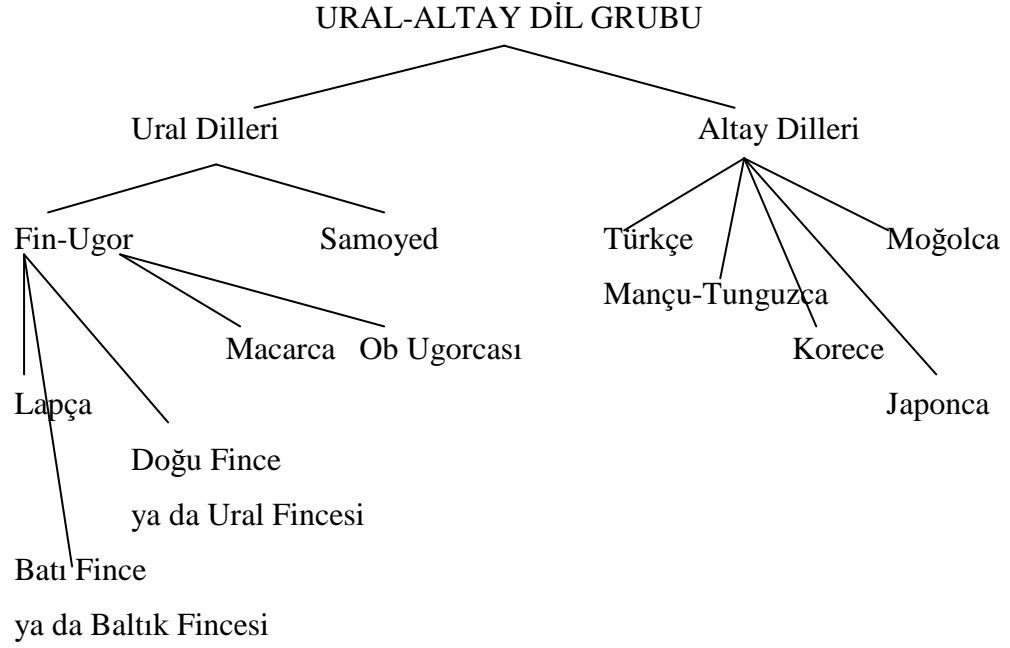 URAL-ALTAY DİL GRUBU
Ural Dilleri
Altay Dilleri
Fin-Ugor
Samoyed
Türkçe
Moğolca
Mançu-Tunguzca
Macarca
Ob Ugorcası
Korece
Lapça
Japonca
Doğu Fince
ya da Ural Fincesi
Batı Fince
ya da Baltık Fincesi